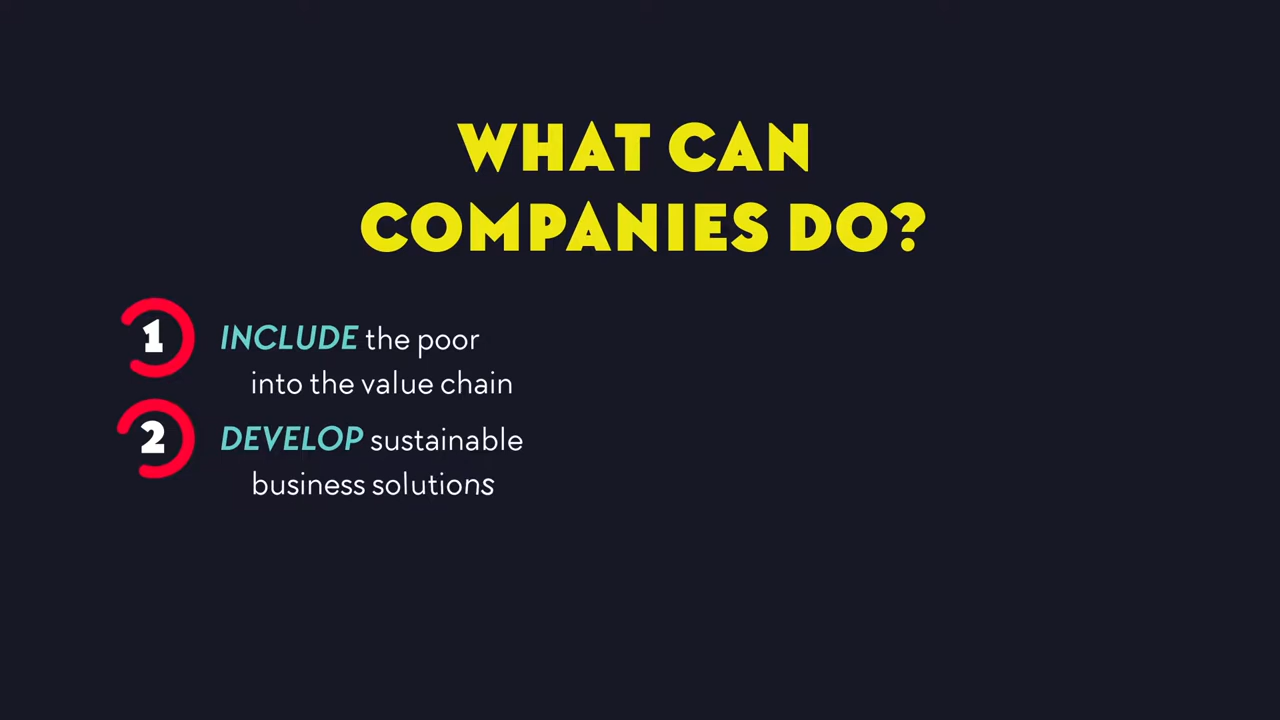 WHAT CAN
COMPANIES DO?
1 INCLUDE the poor
into the value chain
2 DEVELOP sustainable
business solutions